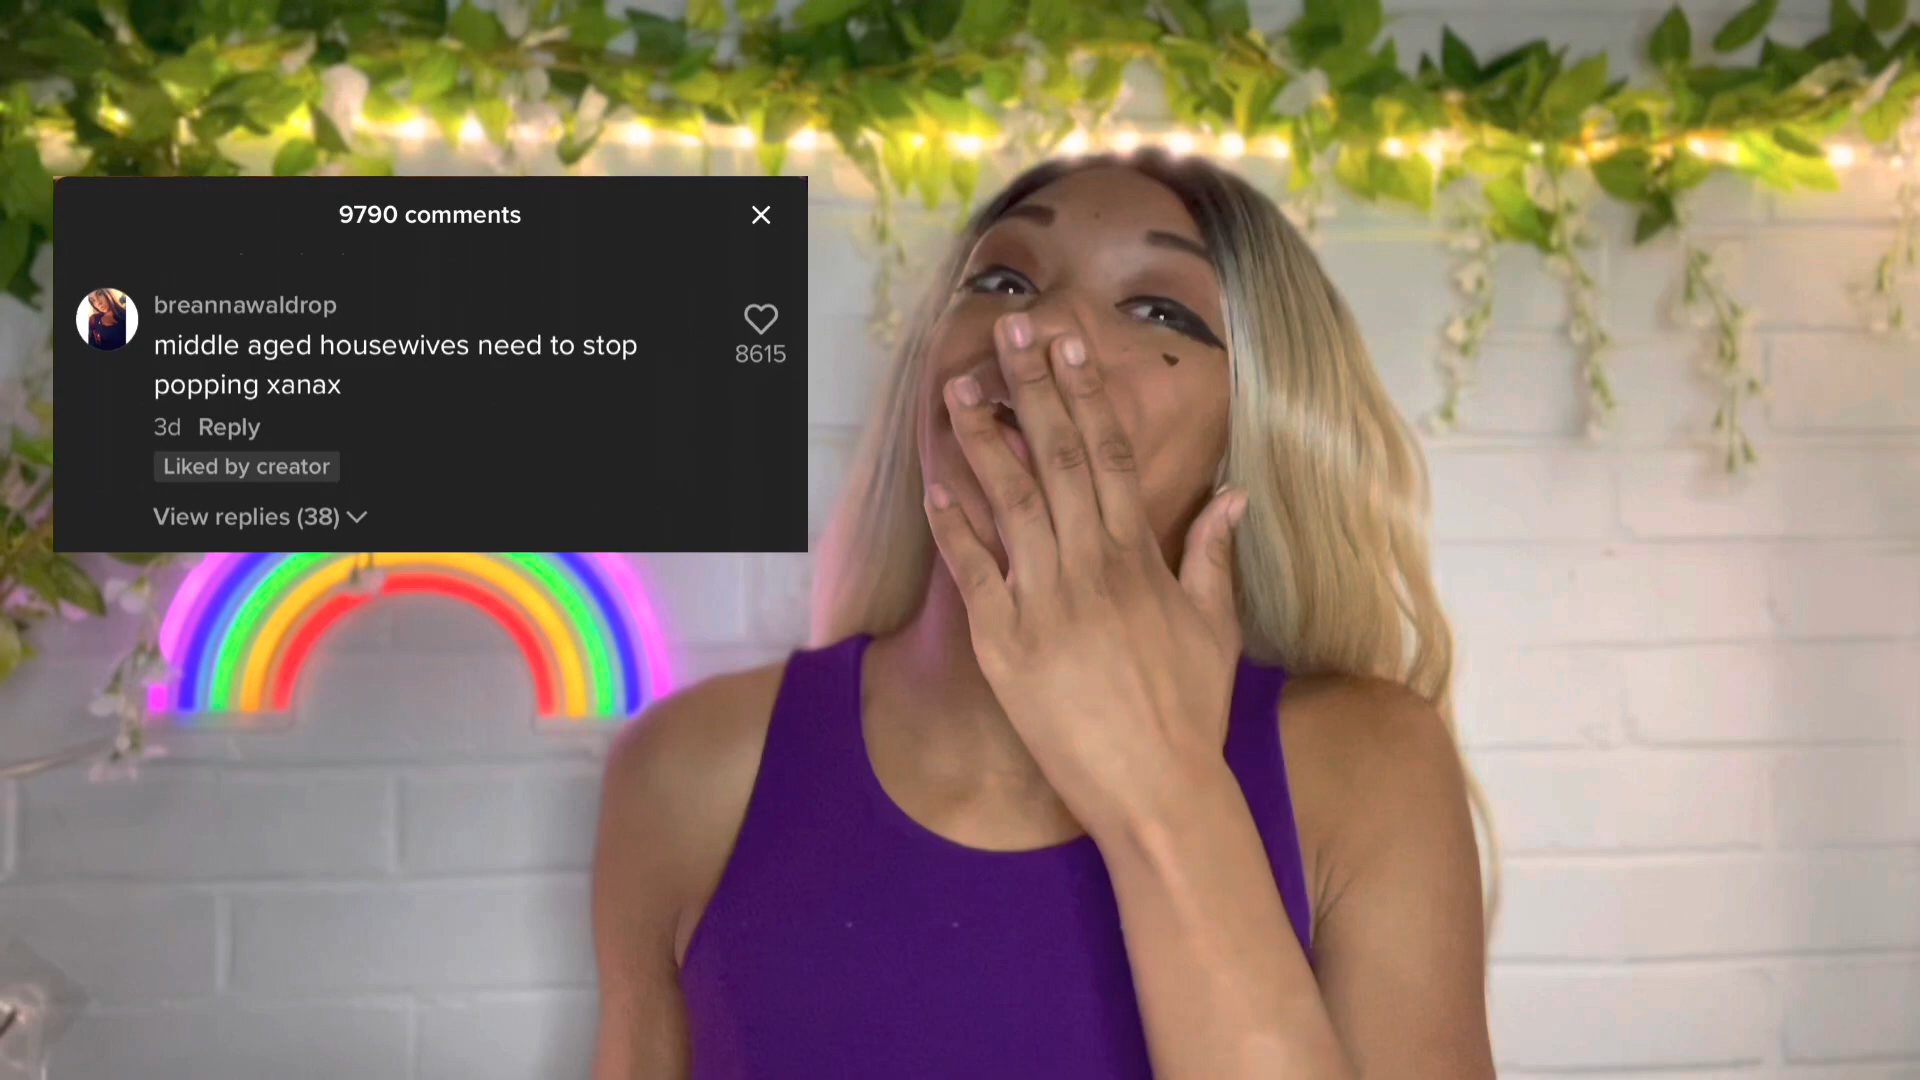 9790 comments
breannawaldrop
middle aged housewives need to stop
popping xanax
8615
3d Reply
Liked by creator
View replies (38)